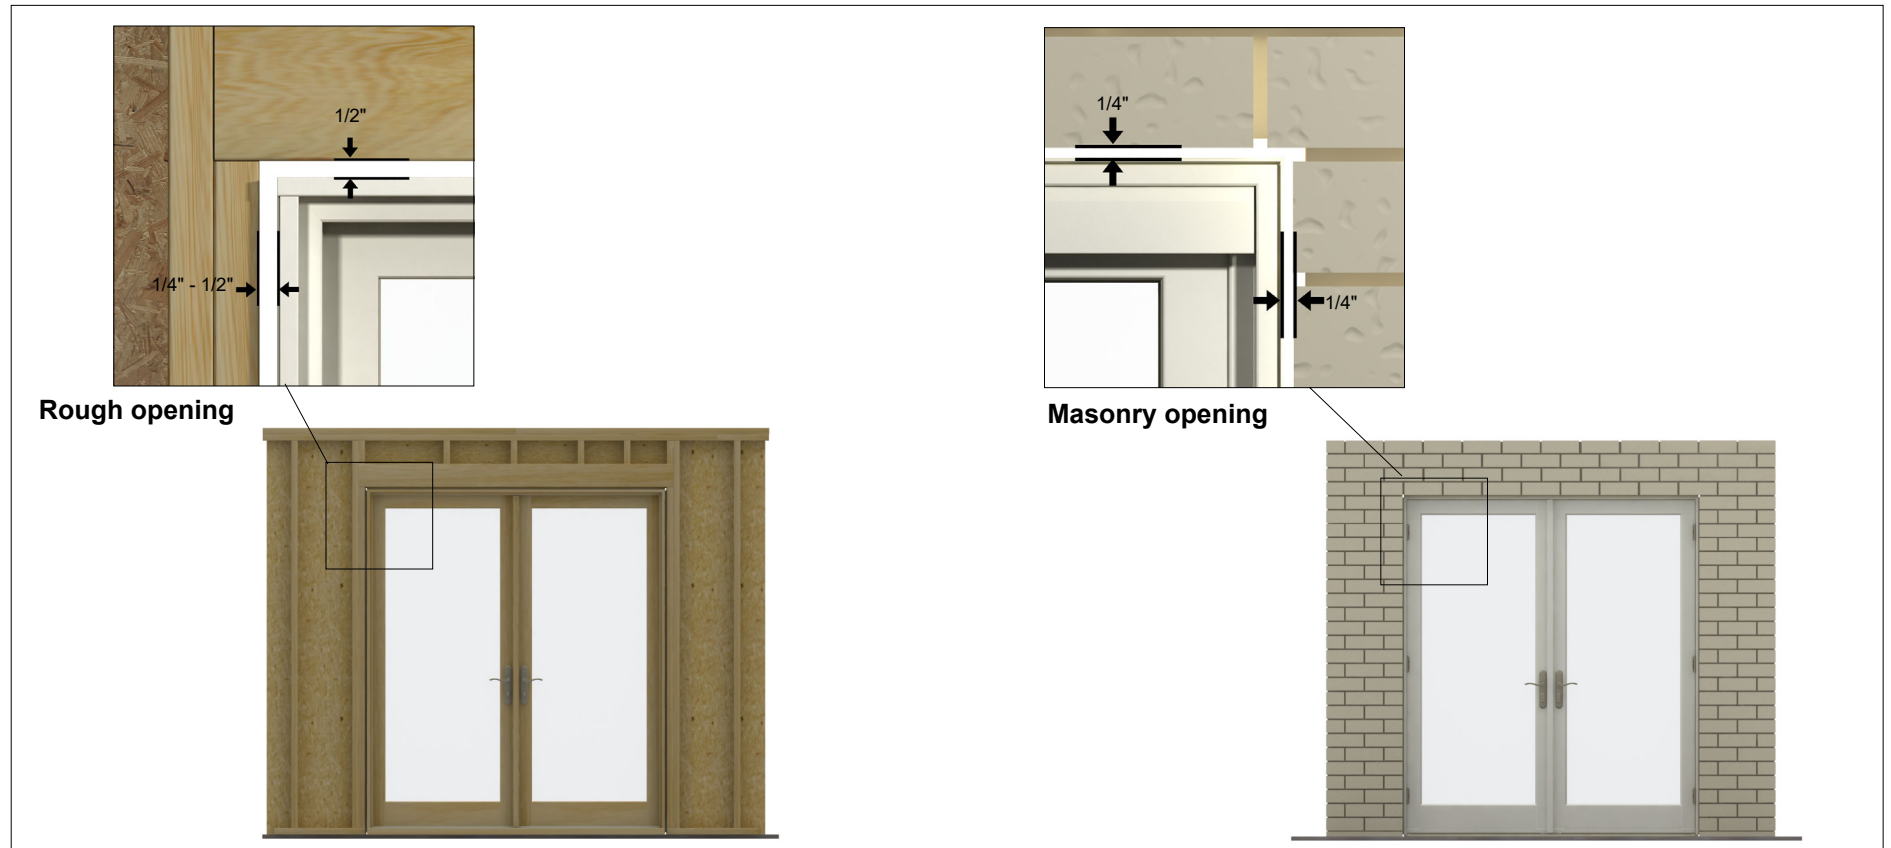 1/2"
1/4" - 1/2"
Rough opening
1/4"
1/4"
Masonry opening